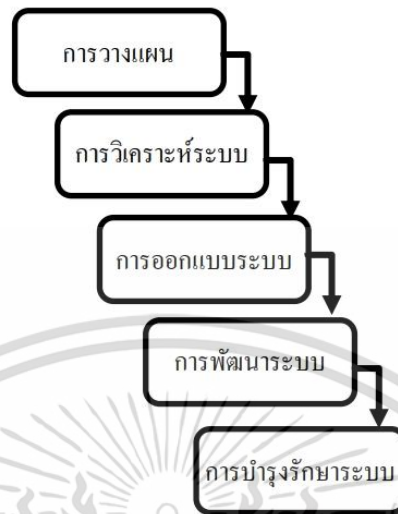 การวางแผน
การวิเคราะห์ระบบ
การออกแบบระบบ
การพัฒนาระบบ
การบำรุงรักษาระบบ